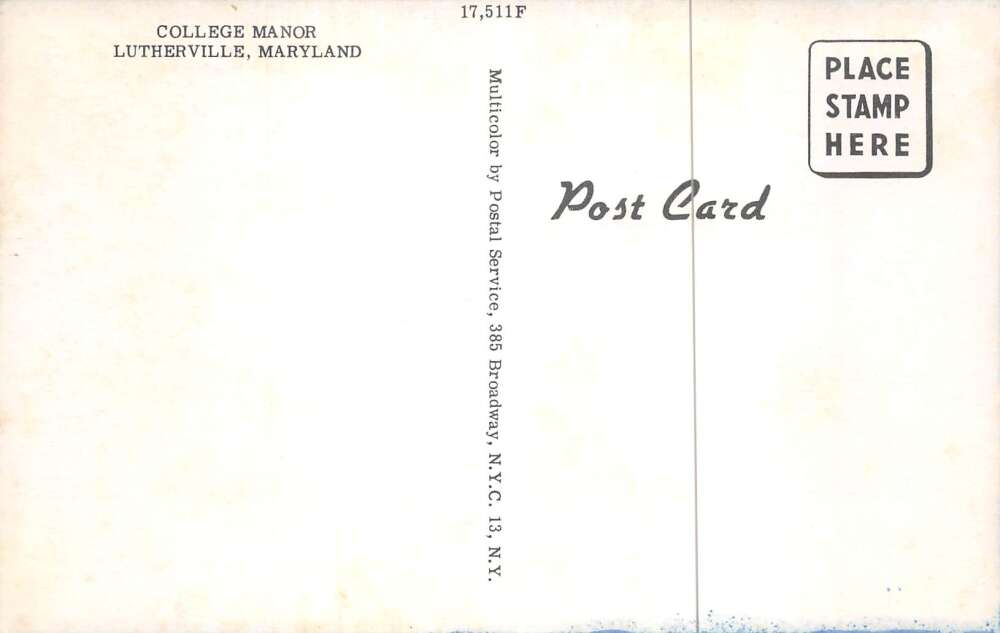 17,511F
COLLEGE MANOR
LUTHERVILLE, MARYLAND
Multicolor by Postal Service, 385 Broadway, N.Y.C. 13, N.Y.
Post Card
PLACE
STAMP
HERE